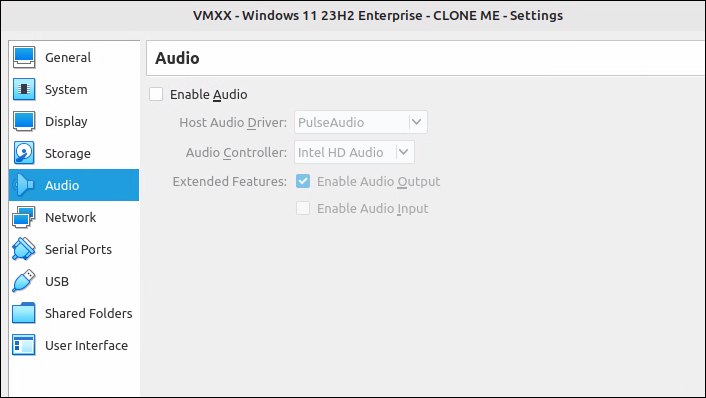 VMXX - Windows 11 23H2 Enterprise - CLONE ME - Settings
General
System
Display
Storage
Audio
Network
Serial Ports
USB
Shared Folders
User Interface
Audio
Enable Audio
Host Audio Driver: PulseAudio
Audio Controller: Intel HD Audio
Extended Features: Enable Audio Output
Enable Audio Input